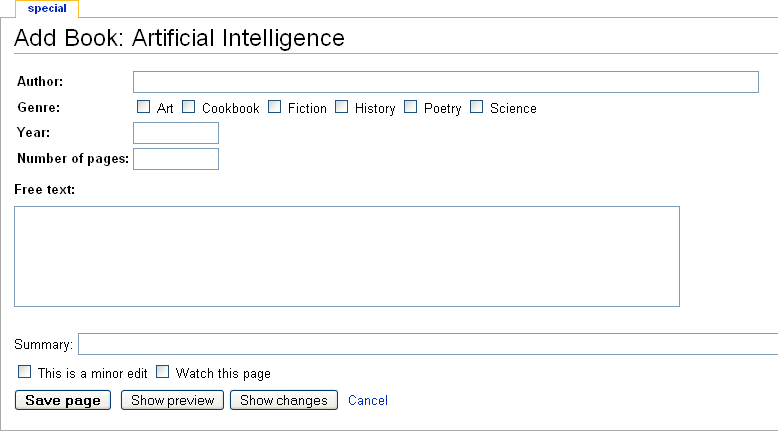 special
Add Book: Artificial Intelligence
Author:
Genre: Art Cookbook Fiction History Poetry Science
Year:
Number of pages:
Free text:
Summary:
This is a minor edit Watch this page
Save page Show preview Show changes Cancel